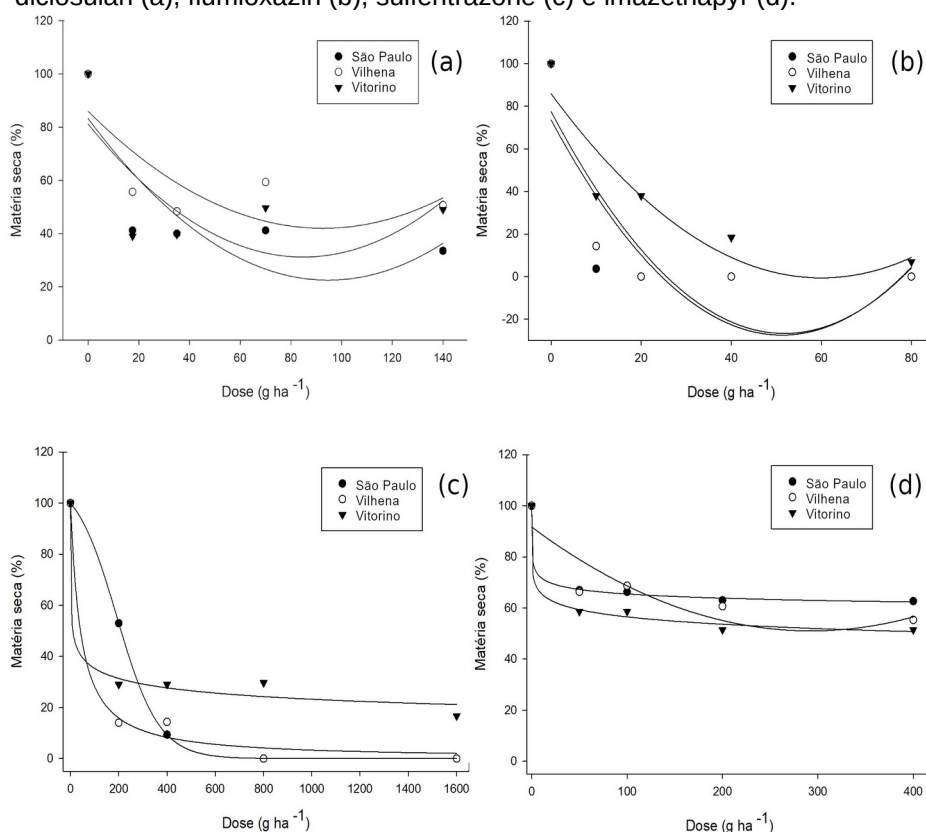 diclosulan (a), flumioxazin (b), sulfentrazone (c) e imazethapyr (d).
120
100
80
60
40
20
0
Matéria seca (%)
São Paulo
Vilhena
Vitorino
(a)
0 20 40 60 80 100 120 140
Dose (g ha -1)
120
100
80
60
40
20
0
-20
Matéria seca (%)
São Paulo
Vilhena
Vitorino
(b)
0 20 40 60 80
Dose (g ha -1)
120
100
80
60
40
20
0
Matéria seca (%)
São Paulo
Vilhena
Vitorino
(c)
0 200 400 600 800 1000 1200 1400 1600
Dose (g ha -1)
120
100
80
60
40
20
0
Matéria seca (%)
São Paulo
Vilhena
Vitorino
(d)
0 100 200 300 400
Dose (g ha -1)